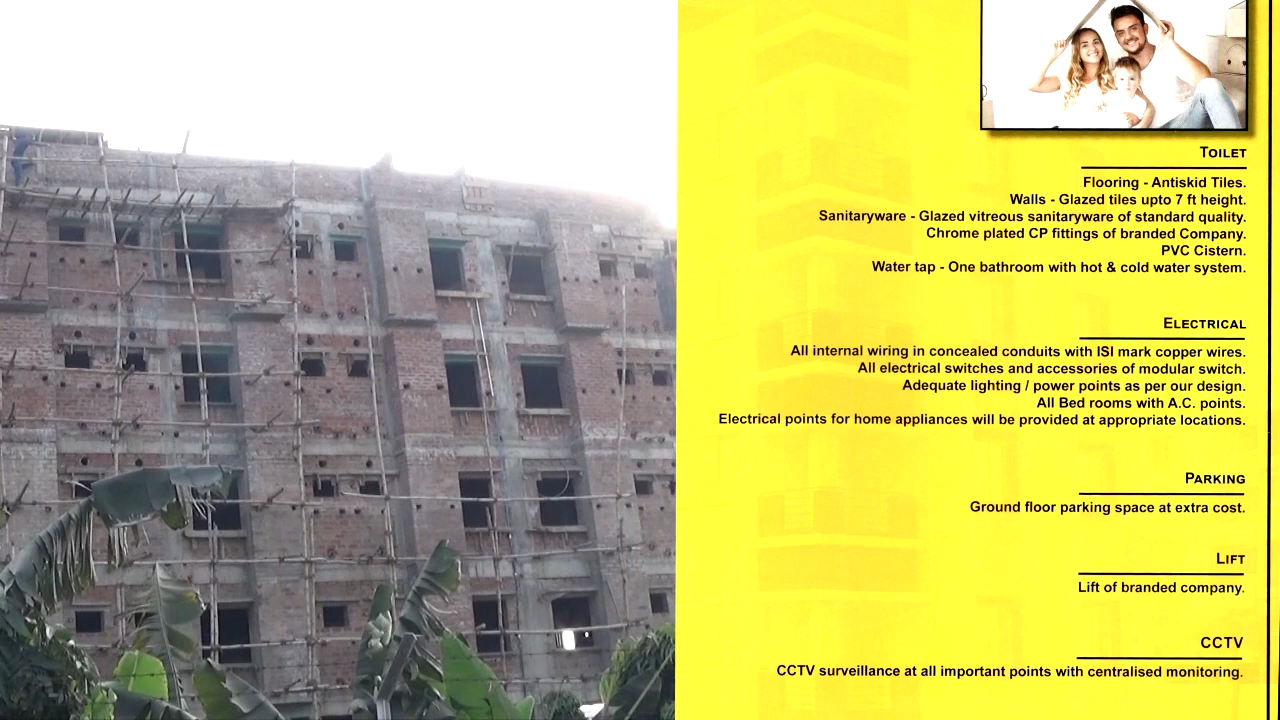 TOILET
Flooring - Antiskid Tiles.
Walls - Glazed tiles upto 7 ft height.
Sanitaryware - Glazed vitreous sanitaryware of standard quality.
Chrome plated CP fittings of branded Company.
PVC Cistern.
Water tap - One bathroom with hot & cold water system.
ELECTRICAL
All internal wiring in concealed conduits with ISI mark copper wires.
All electrical switches and accessories of modular switch.
Adequate lighting / power points as per our design.
All Bed rooms with A.C. points.
Electrical points for home appliances will be provided at appropriate locations.
PARKING
Ground floor parking space at extra cost.
LIFT
Lift of branded company.
CCTV
CCTV surveillance at all important points with centralised monitoring.